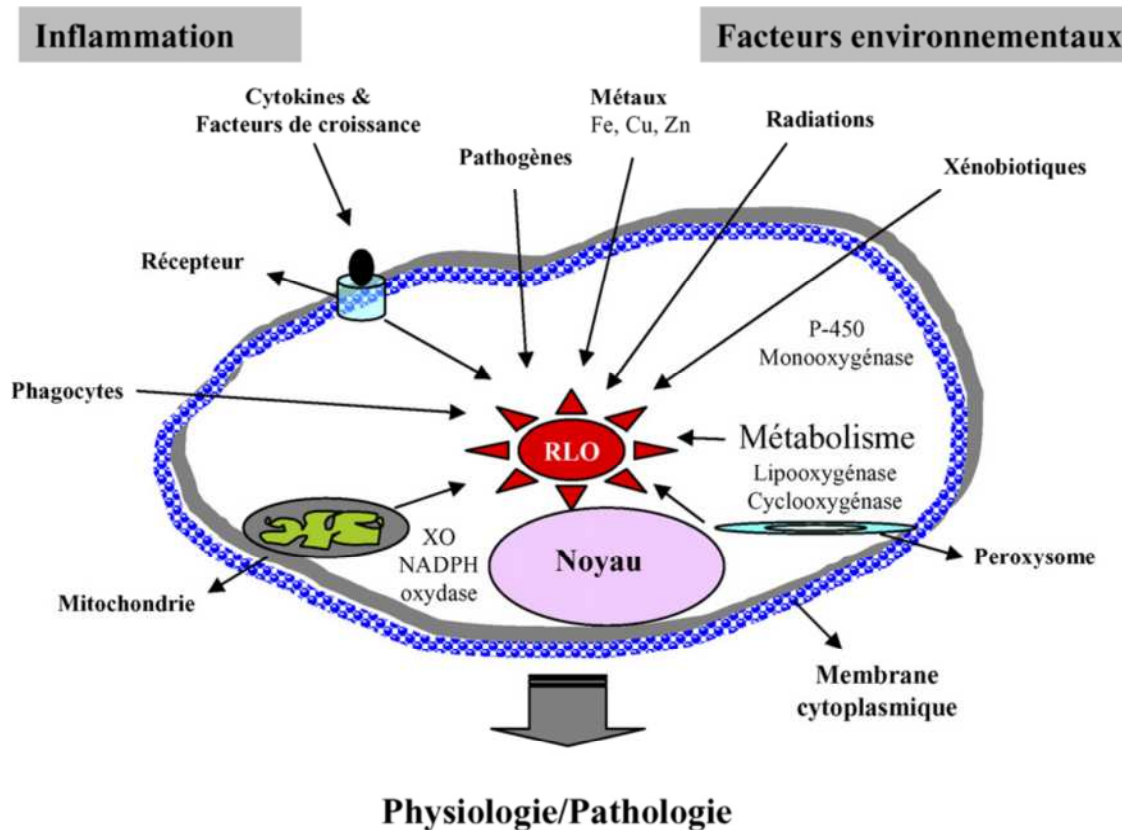 Inflammation
Facteurs environnementaux
Cytokines &
Facteurs de croissance
Métaux
Fe, Cu, Zn
Radiations
Pathogènes
Xénobiotiques
Récepteur
P-450
Monooxygénase
Phagocytes
RLO
Métabolisme
Lipooxygénase
Cyclooxygénase
XO
NADPH
oxydase
Noyau
Peroxysome
Mitochondrie
Membrane
cytoplasmique
Physiologie/Pathologie